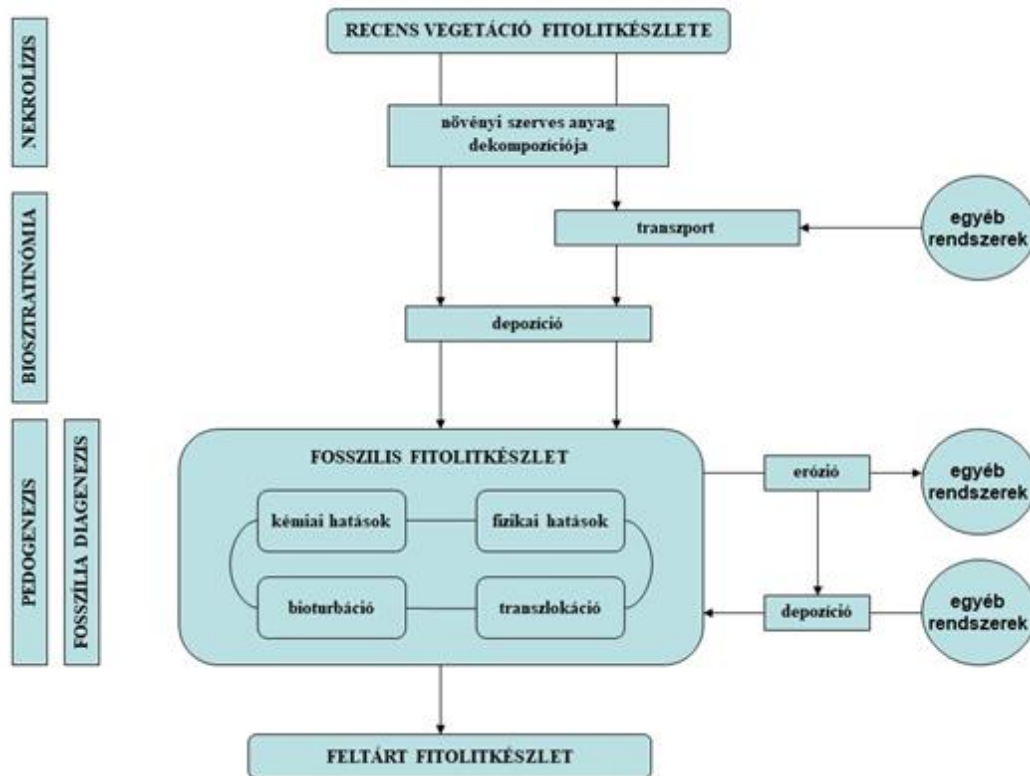 RECENS VEGETÁCIÓ FITOLITKÉSZLETE
NEKROLÍZIS
növényi szerves anyag
dekompozíciója
BIOSZTRATINÓMIA
transzport
egyéb
rendszerek
depozíció
PEDOGENEZIS
FOSSZÍLIA DIAGENEZIS
FOSSZILIS FITOLITKÉSZLET
kémiai hatások
fizikai hatások
bioturbáció
transzlokáció
erózió
egyéb
rendszerek
depozíció
egyéb
rendszerek
FELTÁRT FITOLITKÉSZLET